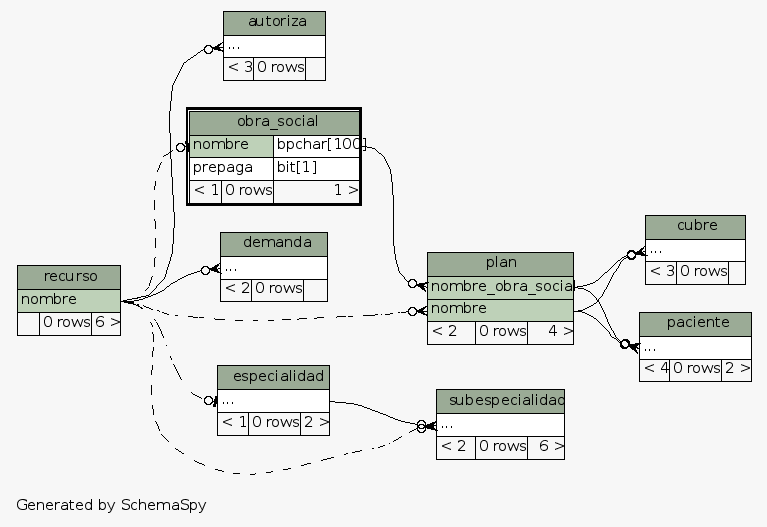 autoriza
...
< 3 0 rows
obra_social
nombre bpchar[100]
prepaga bit[1]
< 1 0 rows 1 >
demanda
...
< 2 0 rows
recurso
nombre
0 rows 6 >
plan
nombre_obra_socia
nombre
< 2 0 rows 4 >
cubre
...
< 3 0 rows
paciente
...
< 4 0 rows 2 >
especialidad
...
< 1 0 rows 2 >
subespecialidad
...
< 2 0 rows 6 >
Generated by SchemaSpy